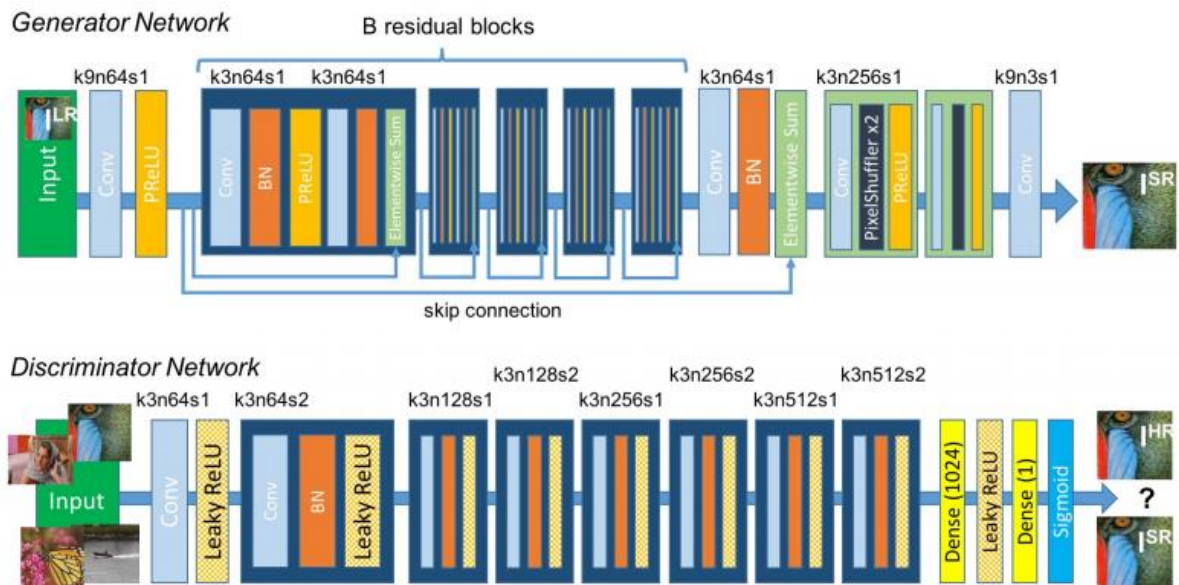 Generator Network
B residual blocks
k9n64s1
k3n64s1
k3n64s1
k3n64s1
k3n256s1
k9n3s1
I^LR
Input
Conv
PReLU
Conv
BN
PReLU
Elementwise Sum
Conv
BN
Elementwise Sum
Conv
PixelShuffler x2
PReLU
Conv
I^SR
skip connection
Discriminator Network
k3n64s1
k3n64s2
k3n128s1
k3n128s2
k3n256s1
k3n256s2
k3n512s1
k3n512s2
Input
Conv
Leaky ReLU
Conv
BN
Leaky ReLU
Dense (1024)
Leaky ReLU
Dense (1)
Sigmoid
I^HR
?
I^SR